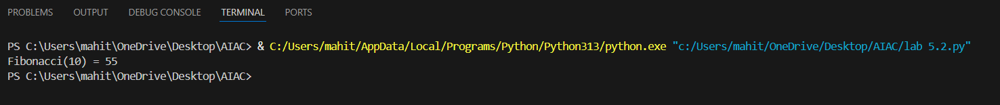 PROBLEMS OUTPUT DEBUG CONSOLE TERMINAL PORTS
PS C:\Users\mahit\OneDrive\Desktop\AIAC> & C:/Users/mahit/AppData/Local/Programs/Python/Python313/python.exe "c:/Users/mahit/OneDrive/Desktop/AIAC/lab 5.2.py"
Fibonacci(10) = 55
PS C:\Users\mahit\OneDrive\Desktop\AIAC>